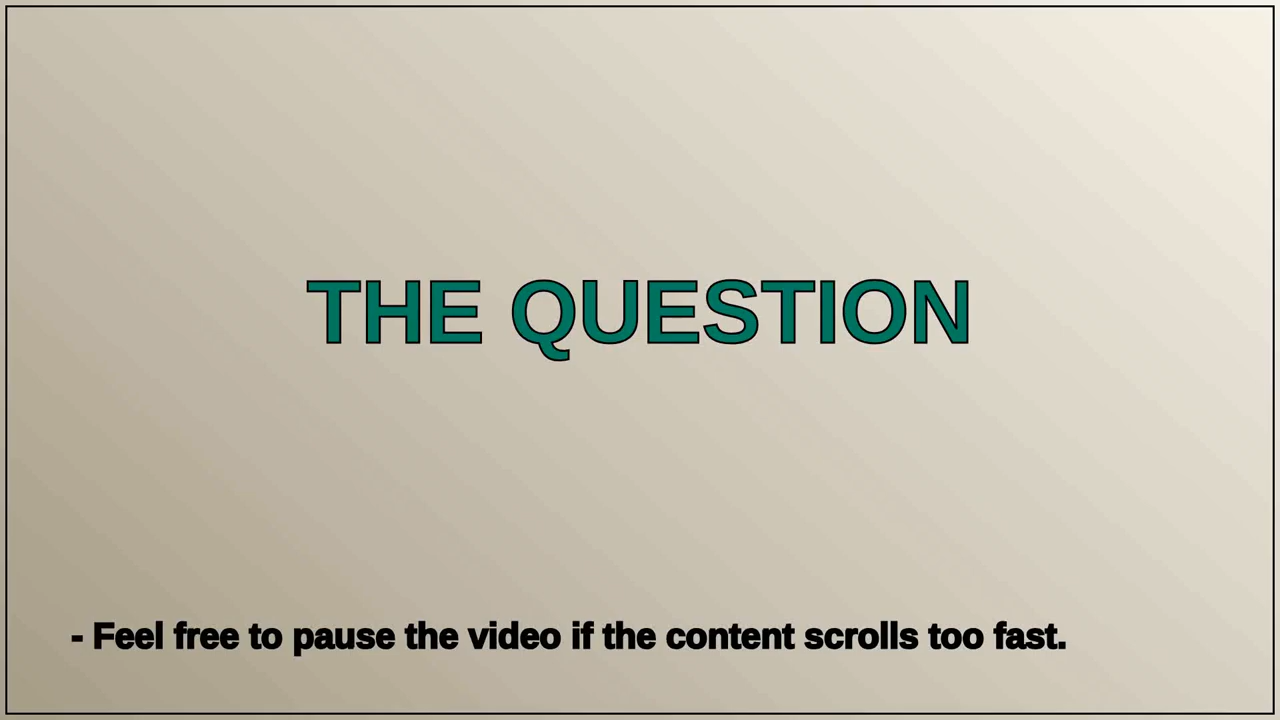 THE QUESTION
- Feel free to pause the video if the content scrolls too fast.